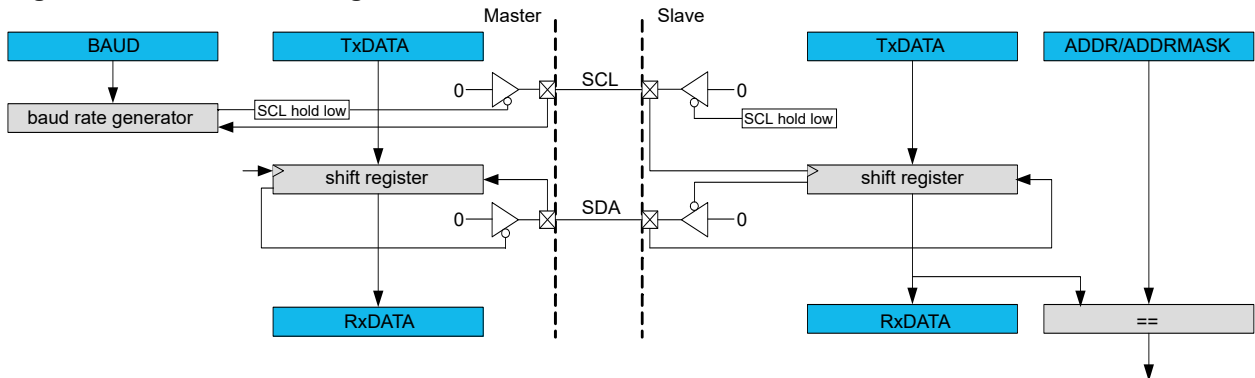 Master
Slave
BAUD
TxDATA
TxDATA
ADDR/ADDRMASK
SCL
0
0
baud rate generator
SCL hold low
SCL hold low
shift register
shift register
SDA
0
0
RxDATA
RxDATA
==